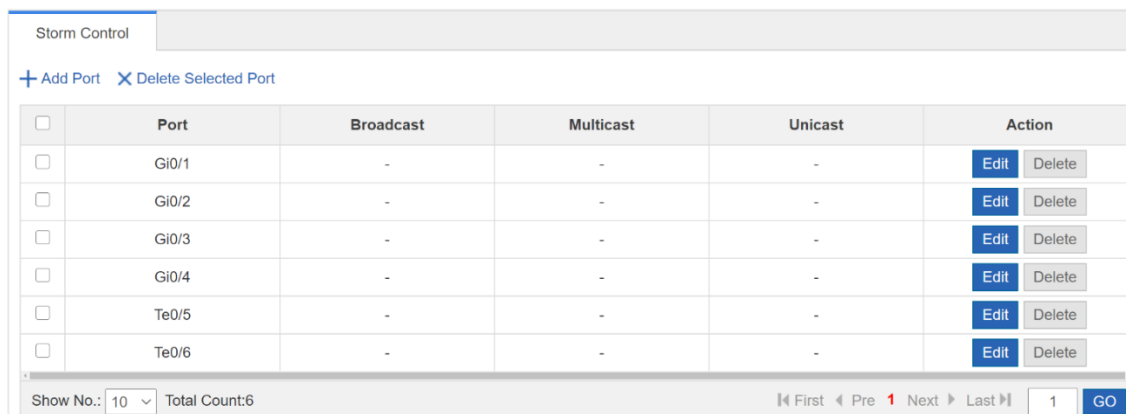 Storm Control
Add Port Delete Selected Port
Port Broadcast Multicast Unicast Action
Gi0/1 - - - Edit Delete
Gi0/2 - - - Edit Delete
Gi0/3 - - - Edit Delete
Gi0/4 - - - Edit Delete
Te0/5 - - - Edit Delete
Te0/6 - - - Edit Delete
Show No.: 10 Total Count:6 First Pre 1 Next Last 1 GO